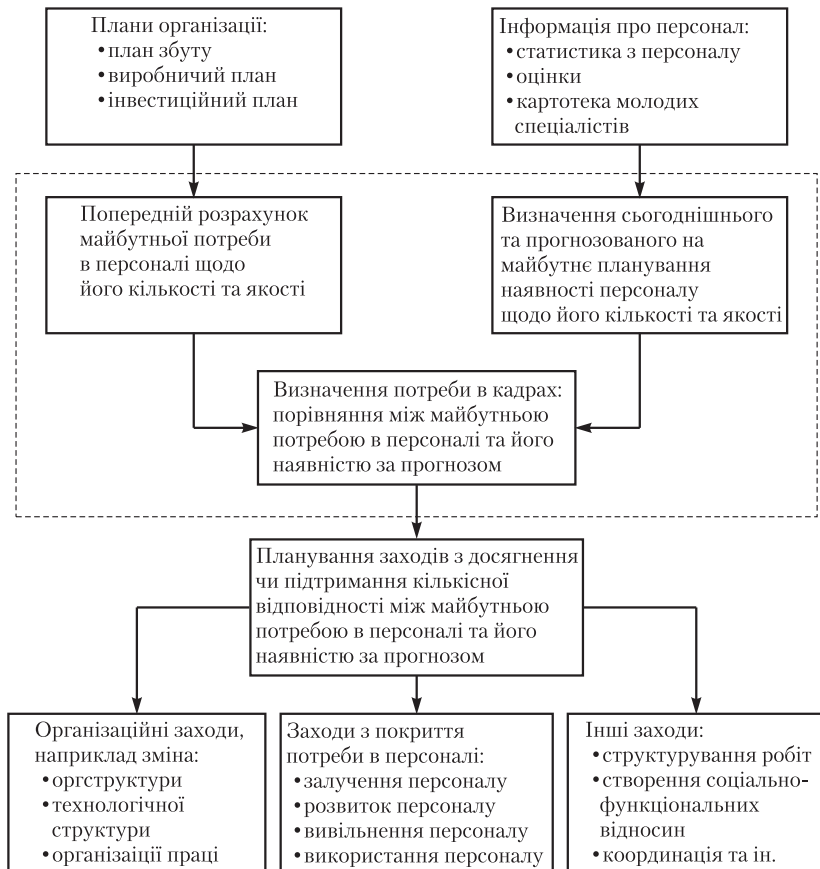 Плани організації:
•план збуту
•виробничий план
•інвестиційний план
Інформація про персонал:
•статистика з персоналу
•оцінки
•картотека молодих
спеціалістів
Попередній розрахунок
майбутньої потреби
в персоналі щодо
його кількості та якості
Визначення сьогоднішнього
та прогнозованого на
майбутнє планування
наявності персоналу
щодо його кількості та якості
Визначення потреби в кадрах:
порівняння між майбутньою
потребою в персоналі та його
наявністю за прогнозом
Планування заходів з досягнення
чи підтримання кількісної
відповідності між майбутньою
потребою в персоналі та його
наявністю за прогнозом
Організаційні заходи,
наприклад зміна:
•оргструктури
•технологічної
структури
•організаіції праці
Заходи з покриття
потреби в персоналі:
•залучення персоналу
•розвиток персоналу
•вивільнення персоналу
•використання персоналу
Інші заходи:
•структурування робіт
•створення соціально-
функціональних
відносин
•координація та ін.